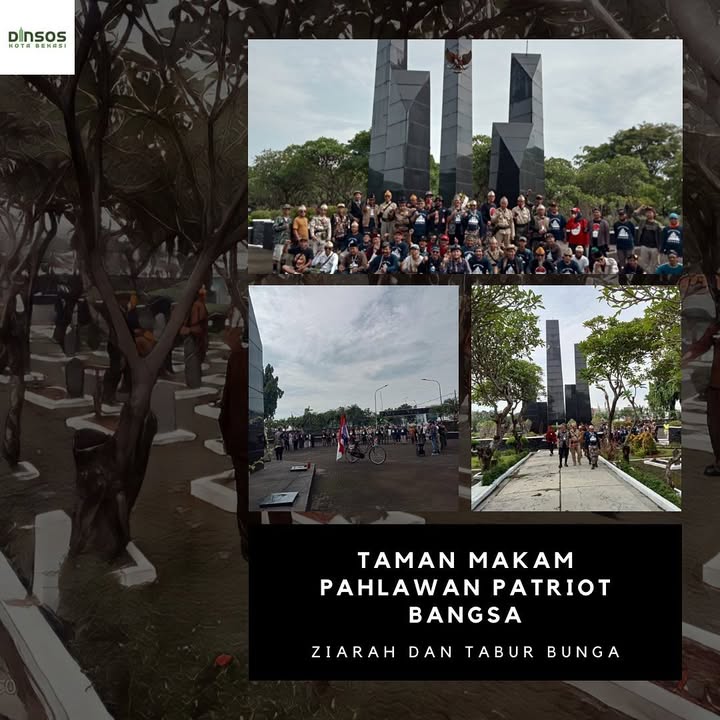 DINSOS
KOTA BEKASI
TAMAN MAKAM
PAHLAWAN PATRIOT
BANGSA
ZIARAH DAN TABUR BUNGA